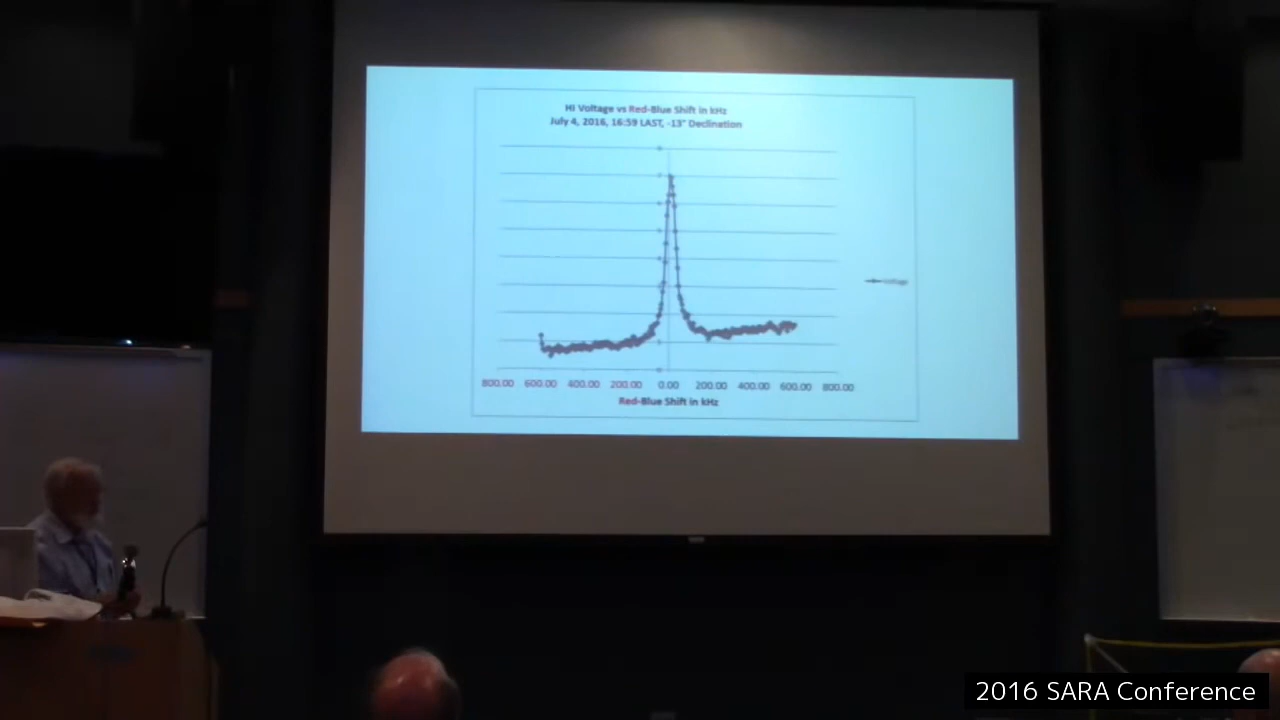 HI Voltage vs Red-Blue Shift in kHz
July 4, 2016, 16:59 LAST, -13° Declination
Voltage
800.00 600.00 400.00 200.00 0.00 200.00 400.00 600.00 800.00
Red-Blue Shift in kHz
2016 SARA Conference